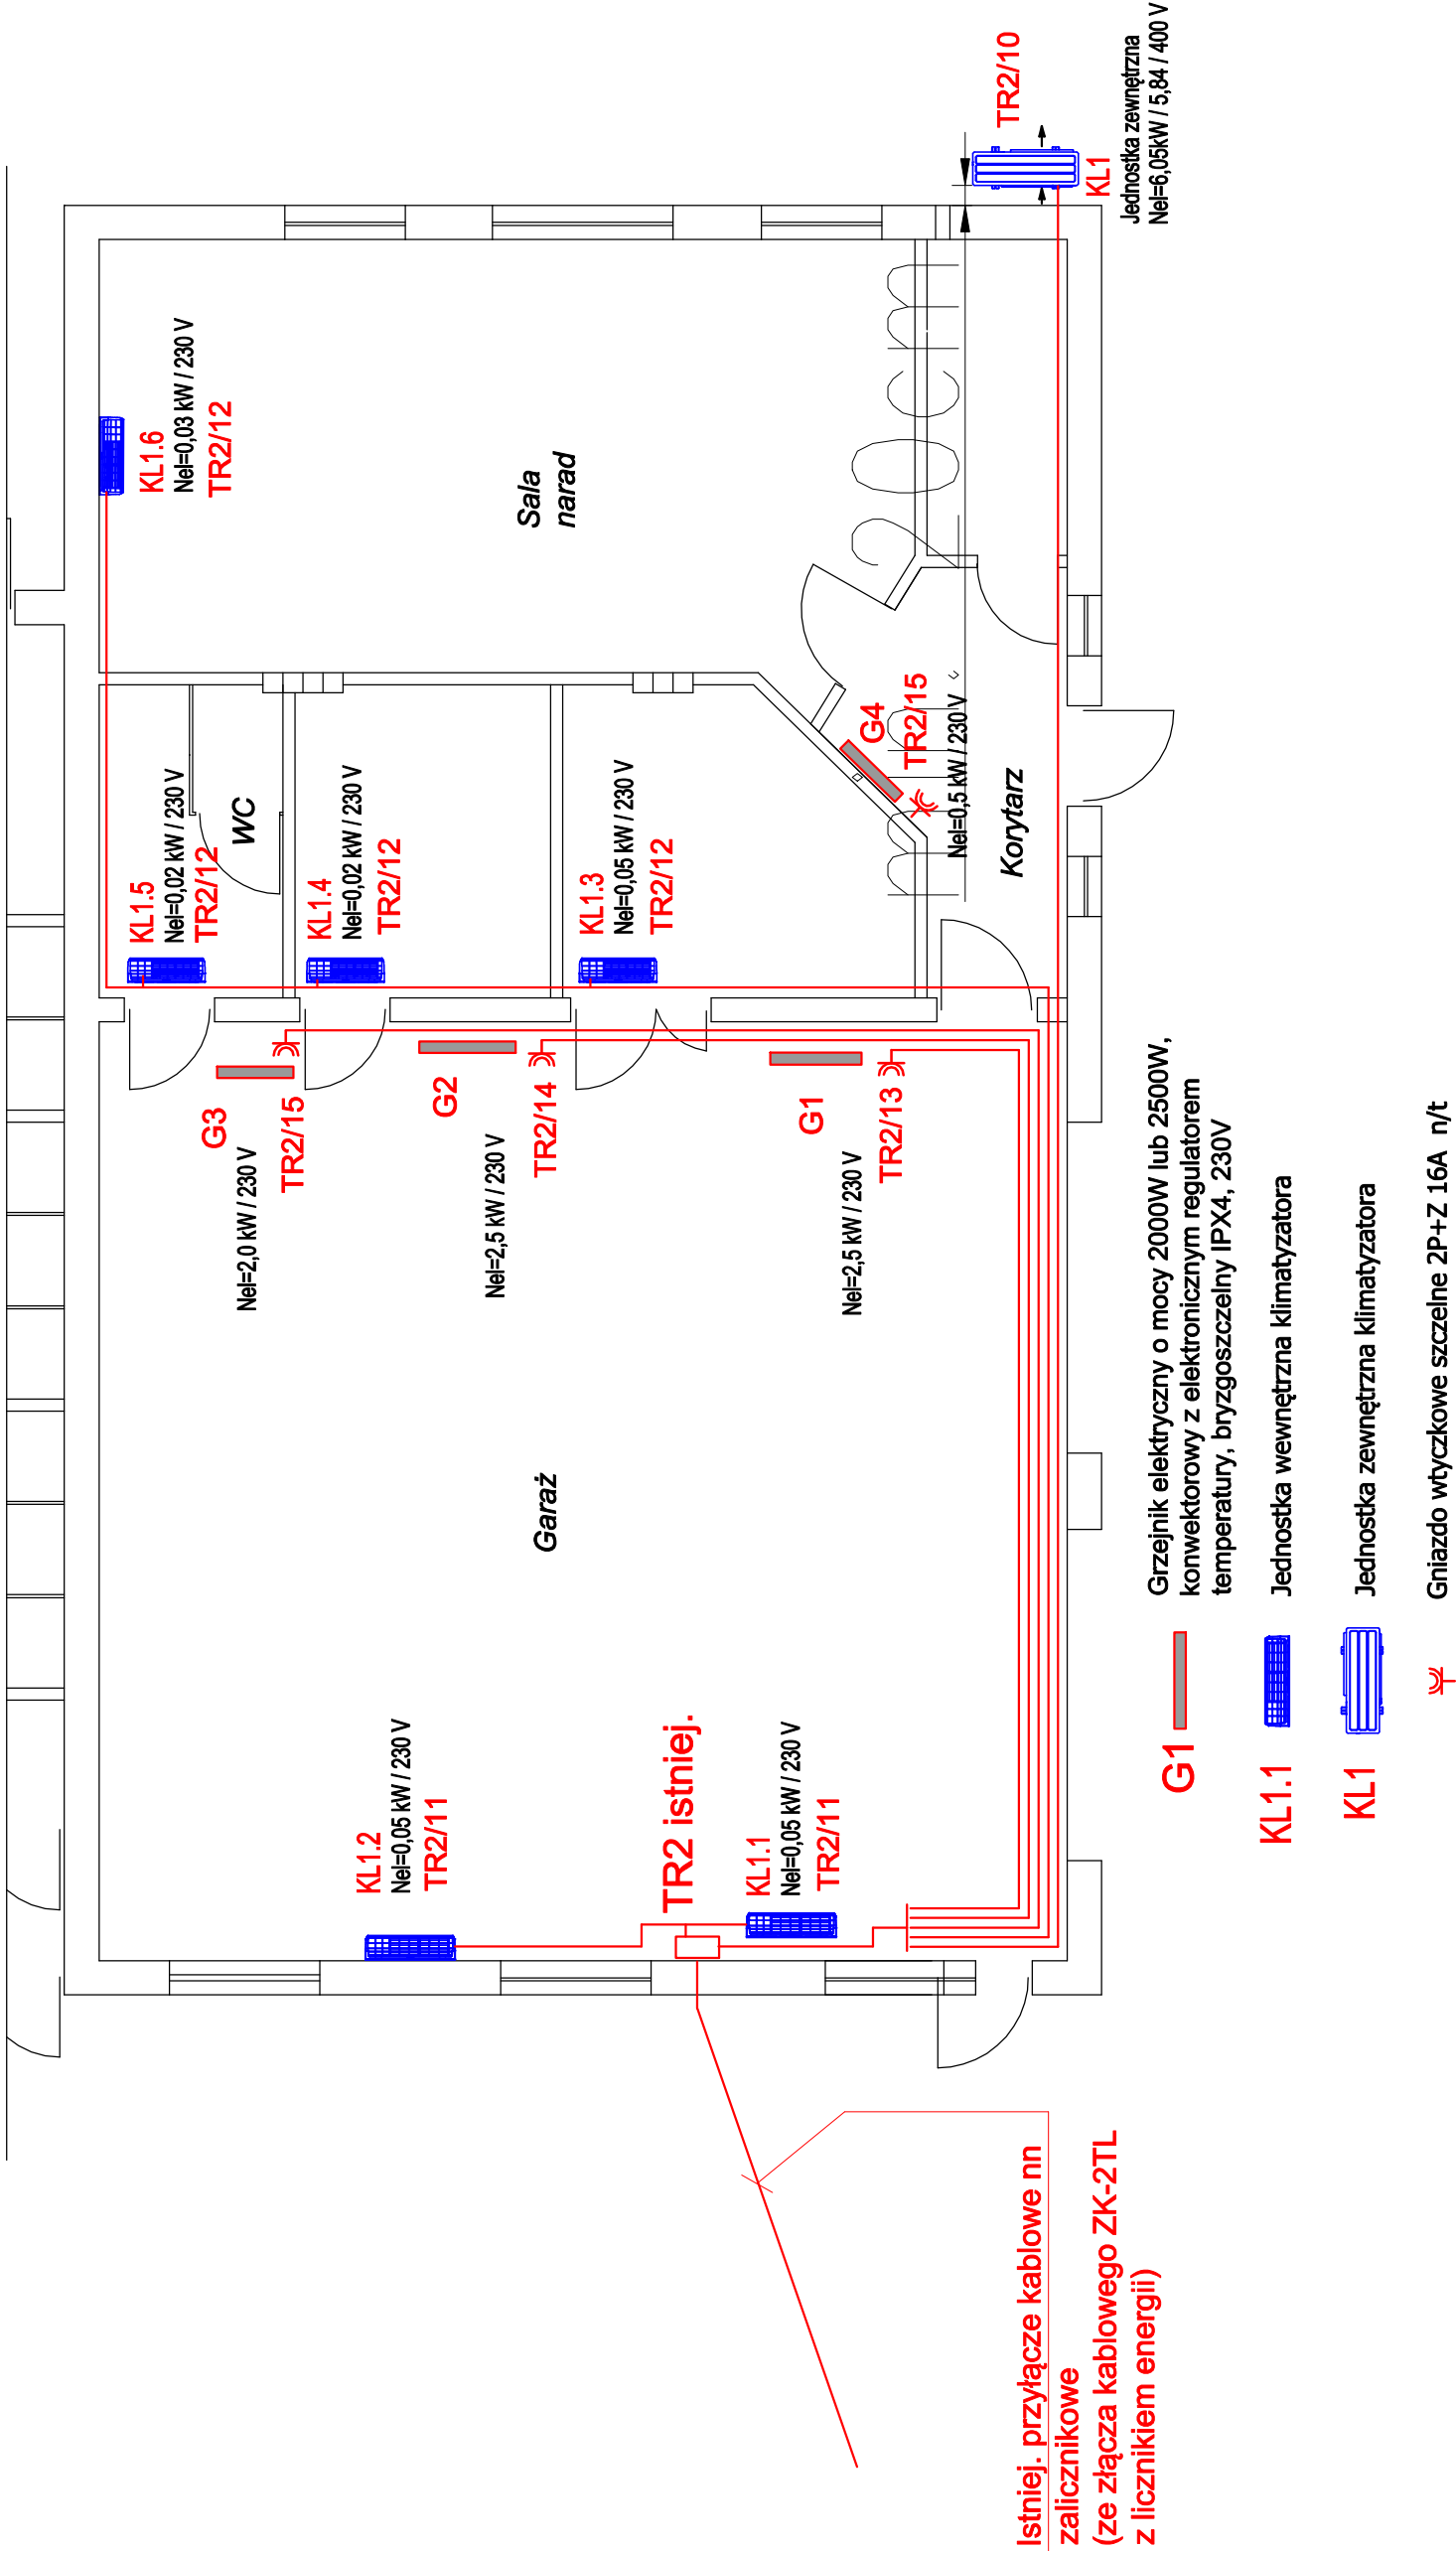 TR2/10
KL1
Jednostka zewnętrzna
Nel=6,05kW / 5,84 / 400 V
KL1.6
Nel=0,03 kW / 230 V
TR2/12
Sala
narad
KL1.5
Nel=0,02 kW / 230 V
TR2/12
WC
KL1.4
Nel=0,02 kW / 230 V
TR2/12
KL1.3
Nel=0,05 kW / 230 V
TR2/12
G4
TR2/15
Nel=0,5 kW / 230 V
Korytarz
G3
Nel=2,0 kW / 230 V
TR2/15
G2
Nel=2,5 kW / 230 V
TR2/14
G1
Nel=2,5 kW / 230 V
TR2/13
Garaż
KL1.2
Nel=0,05 kW / 230 V
TR2/11
TR2 istniej.
KL1.1
Nel=0,05 kW / 230 V
TR2/11
G1
Grzejnik elektryczny o mocy 2000W lub 2500W,
konwektorowy z elektronicznym regulatorem
temperatury, bryzgoszczelny IPX4, 230V
KL1.1
Jednostka wewnętrzna klimatyzatora
KL1
Jednostka zewnętrzna klimatyzatora
Gniazdo wtyczkowe szczelne 2P+Z 16A n/t
Istniej. przyłącze kablowe nn
zalicznikowe
(ze złącza kablowego ZK-2TL
z licznikiem energii)